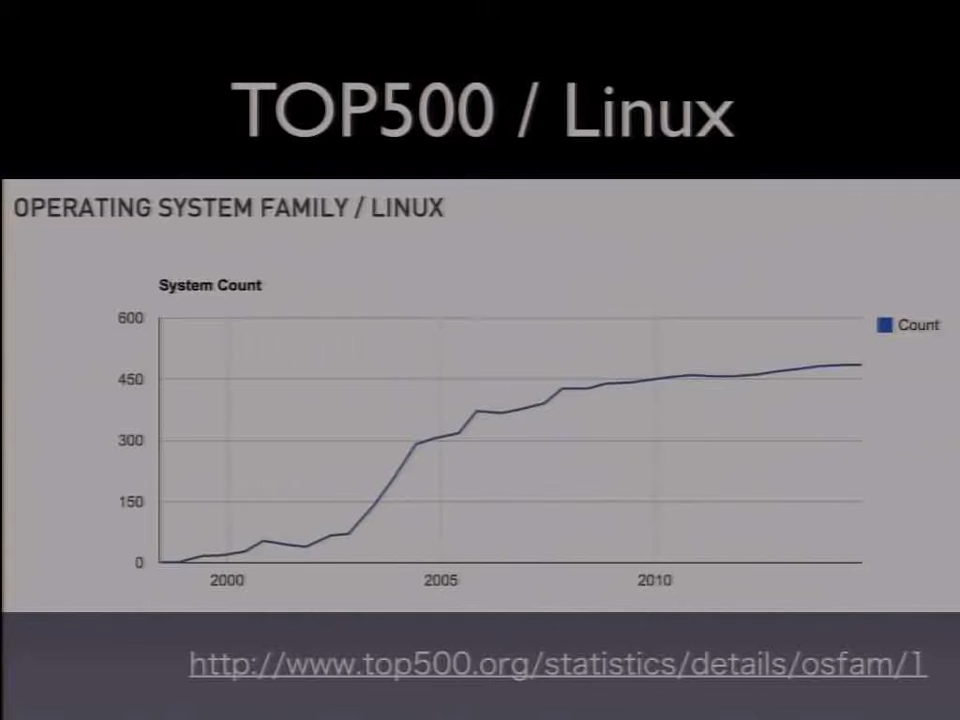 TOP500 / Linux
OPERATING SYSTEM FAMILY / LINUX
System Count
600
Count
450
300
150
0
2000 2005 2010
http://www.top500.org/statistics/details/osfam/1